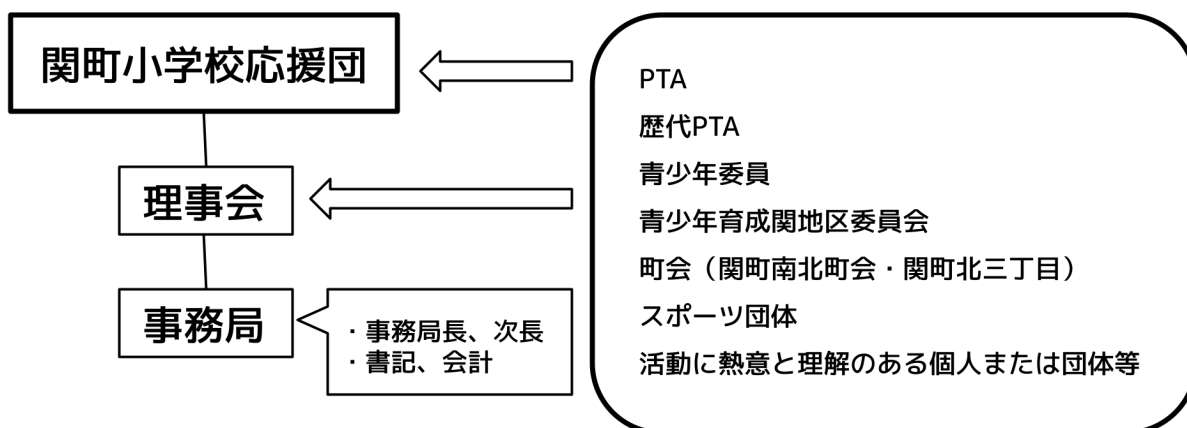 関町小学校応援団
理事会
事務局
・事務局長、次長
・書記、会計
PTA
歴代PTA
青少年委員
青少年育成関地区委員会
町会（関町南北町会・関町北三丁目）
スポーツ団体
活動に熱意と理解のある個人または団体等